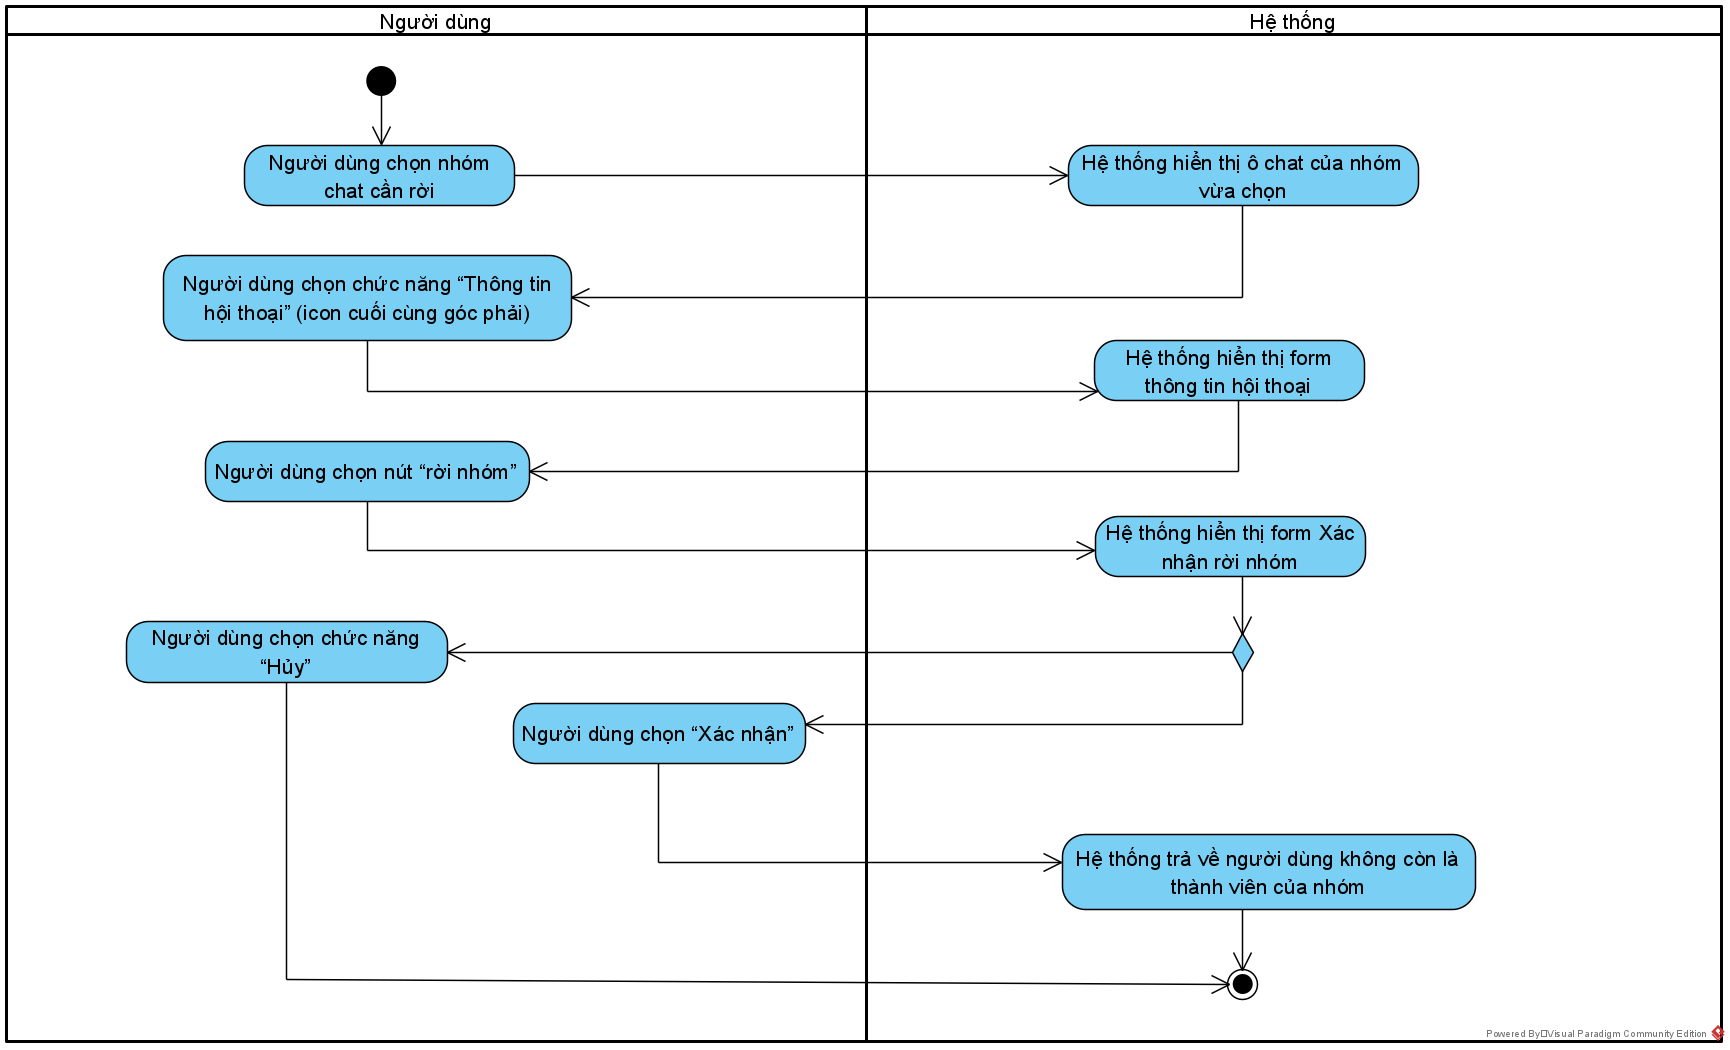 Người dùng
Hệ thống
Người dùng chọn nhóm
chat cần rời
Hệ thống hiển thị ô chat của nhóm
vừa chọn
Người dùng chọn chức năng “Thông tin
hội thoại” (icon cuối cùng góc phải)
Hệ thống hiển thị form
thông tin hội thoại
Người dùng chọn nút “rời nhóm”
Hệ thống hiển thị form Xác
nhận rời nhóm
Người dùng chọn chức năng
“Hủy”
Người dùng chọn “Xác nhận”
Hệ thống trả về người dùng không còn là
thành viên của nhóm
Powered By Visual Paradigm Community Edition